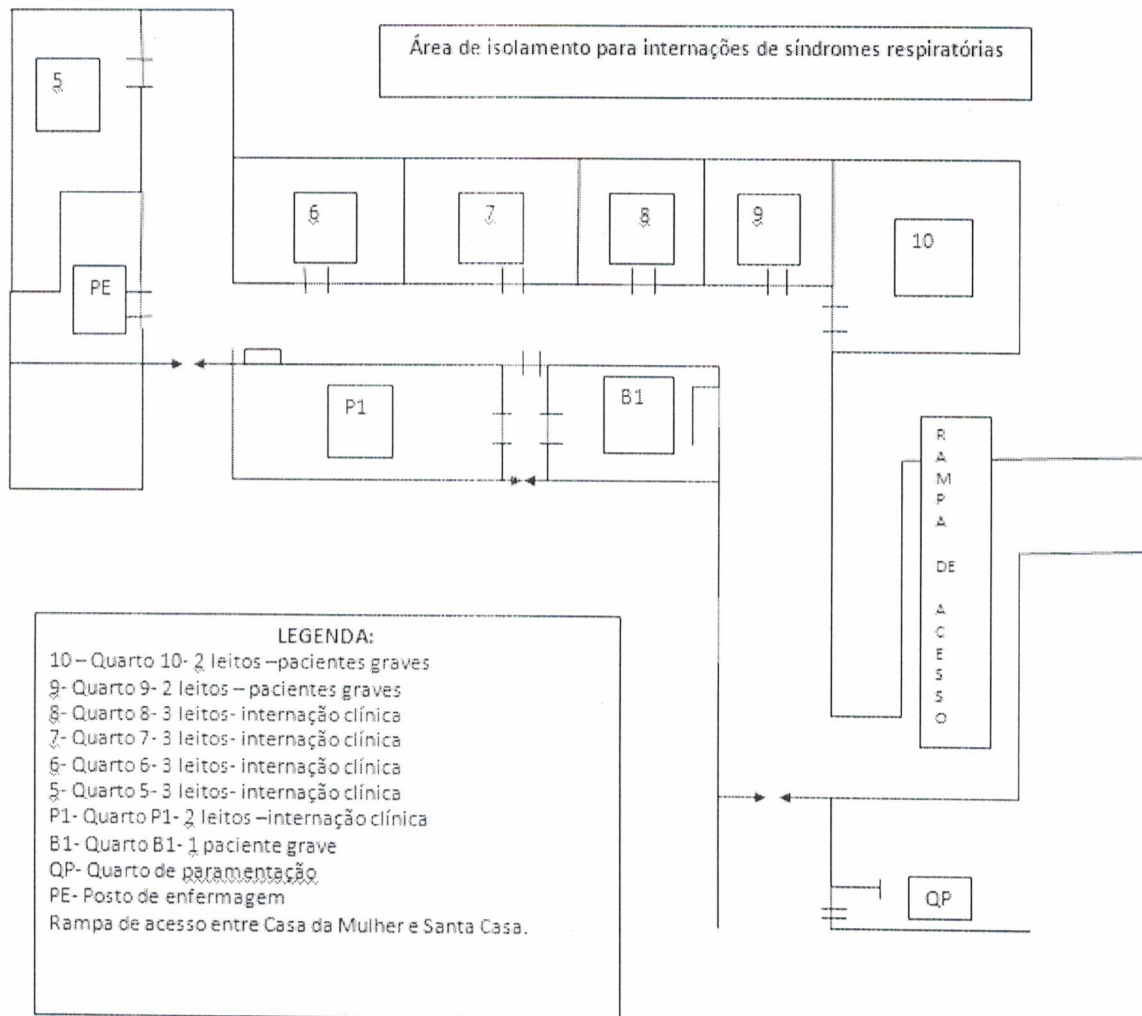 Área de isolamento para internações de síndromes respiratórias
5
6
7
8
9
10
PE
P1
B1
RAMPA DE ACESSO
LEGENDA:
10 – Quarto 10- 2 leitos –pacientes graves
9- Quarto 9- 2 leitos – pacientes graves
8- Quarto 8- 3 leitos- internação clínica
7- Quarto 7- 3 leitos- internação clínica
6- Quarto 6- 3 leitos- internação clínica
5- Quarto 5- 3 leitos- internação clínica
P1- Quarto P1- 2 leitos –internação clínica
B1- Quarto B1- 1 paciente grave
QP- Quarto de paramentação
PE- Posto de enfermagem
Rampa de acesso entre Casa da Mulher e Santa Casa.
QP